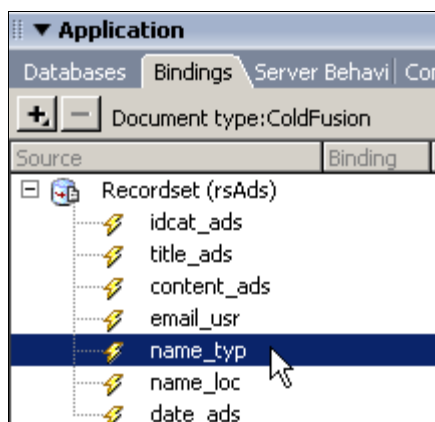 ▼ Application
Databases Bindings Server Behavi Co
+ − Document type:ColdFusion
Source Binding
Recordset (rsAds)
idcat_ads
title_ads
content_ads
email_usr
name_typ
name_loc
date_ads